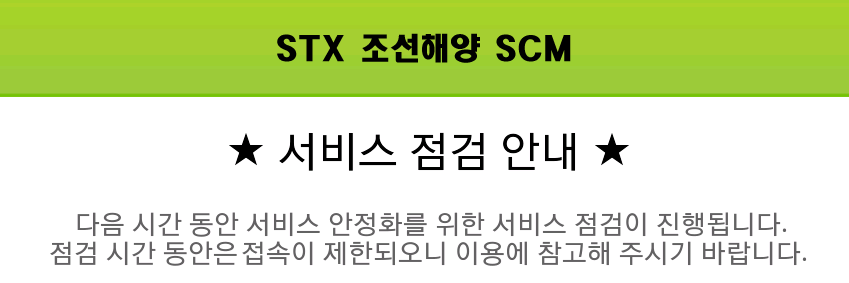 STX 조선해양 SCM
★ 서비스 점검 안내 ★
다음 시간 동안 서비스 안정화를 위한 서비스 점검이 진행됩니다.
점검 시간 동안은 접속이 제한되오니 이용에 참고해 주시기 바랍니다.